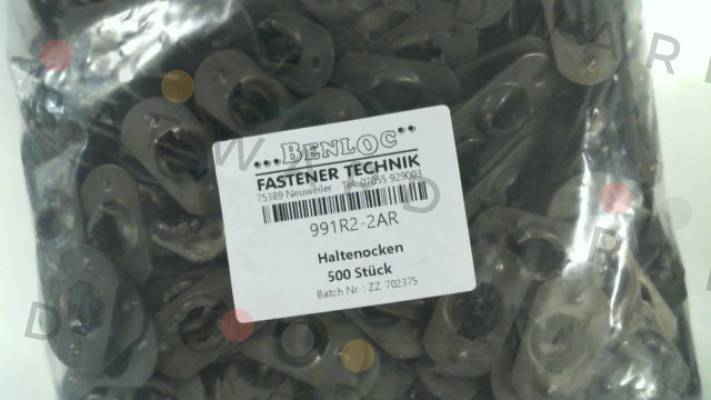 ...BENLOC..
FASTENER TECHNIK
75389 Neuweiler Tel. 07055 929003
991R2-2AR
Haltenocken
500 Stück
Batch Nr.: ZZ 702375